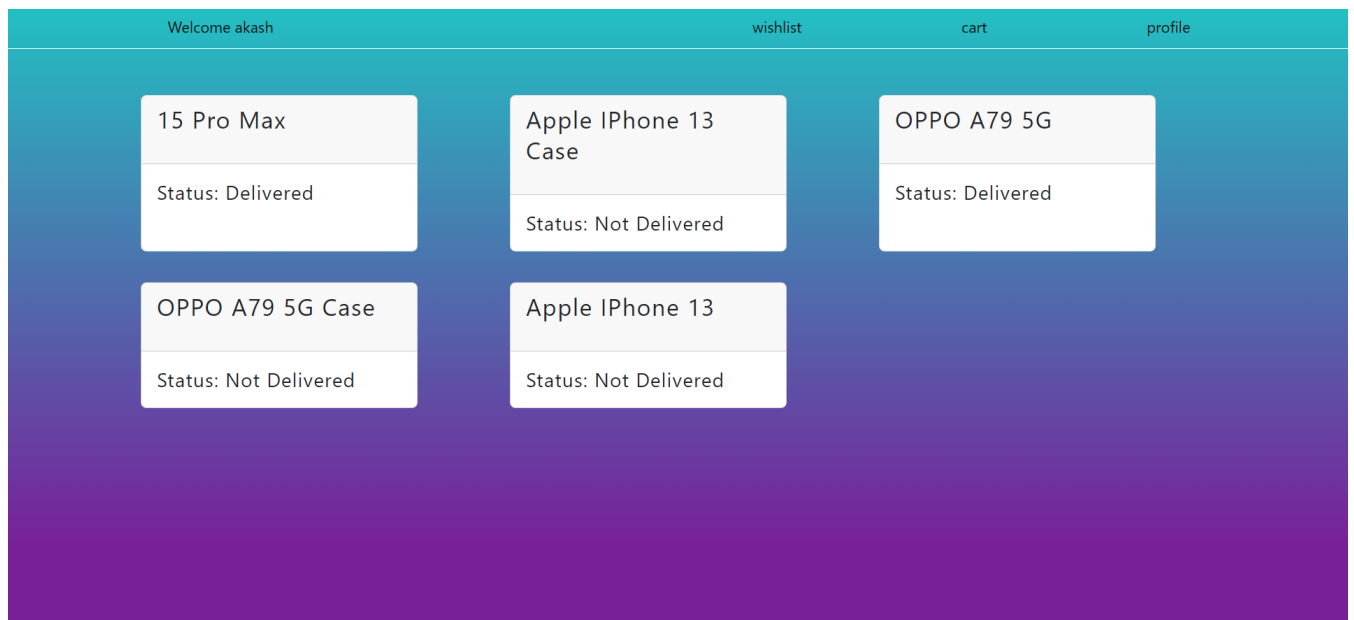 Welcome akash
wishlist
cart
profile
15 Pro Max
Status: Delivered
Apple IPhone 13
Case
Status: Not Delivered
OPPO A79 5G
Status: Delivered
OPPO A79 5G Case
Status: Not Delivered
Apple IPhone 13
Status: Not Delivered